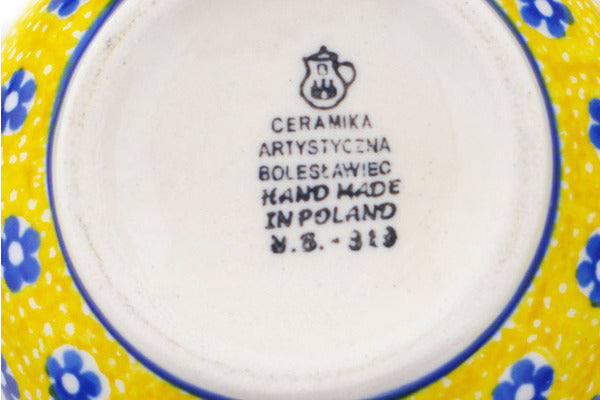 CERAMIKA
ARTYSTYCZNA
BOLESŁAWIEC
HAND MADE
IN POLAND